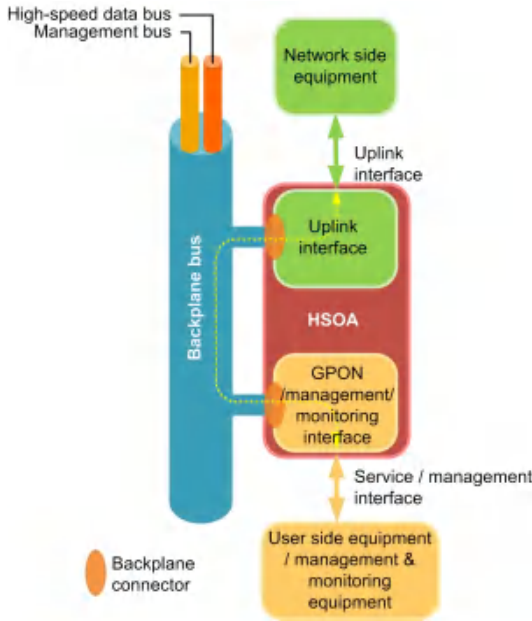 High-speed data bus
Management bus
Network side
equipment
Uplink
interface
Uplink
interface
Backplane bus
HSOA
GPON
/management/
monitoring
interface
Service / management
interface
User side equipment
/ management &
monitoring
equipment
Backplane
connector